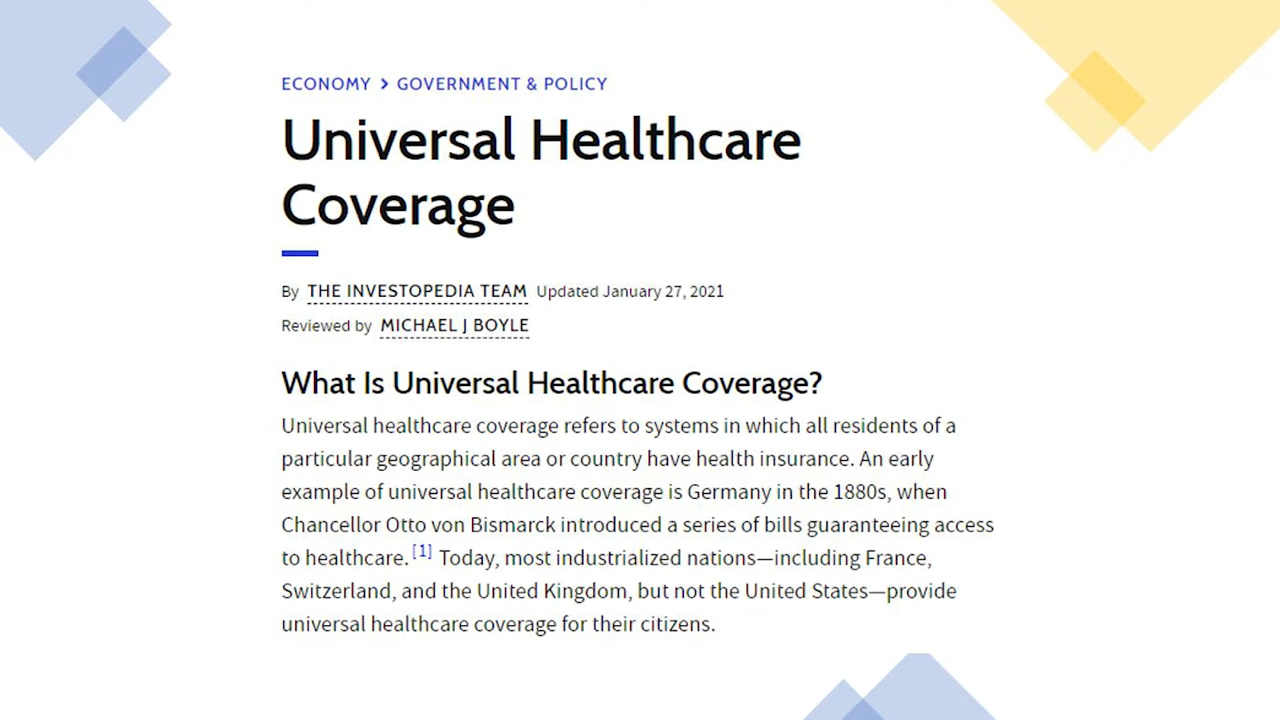 ECONOMY > GOVERNMENT & POLICY
Universal Healthcare
Coverage
By THE INVESTOPEDIA TEAM Updated January 27, 2021
Reviewed by MICHAEL J BOYLE
What Is Universal Healthcare Coverage?
Universal healthcare coverage refers to systems in which all residents of a
particular geographical area or country have health insurance. An early
example of universal healthcare coverage is Germany in the 1880s, when
Chancellor Otto von Bismarck introduced a series of bills guaranteeing access
to healthcare. [1] Today, most industrialized nations—including France,
Switzerland, and the United Kingdom, but not the United States—provide
universal healthcare coverage for their citizens.